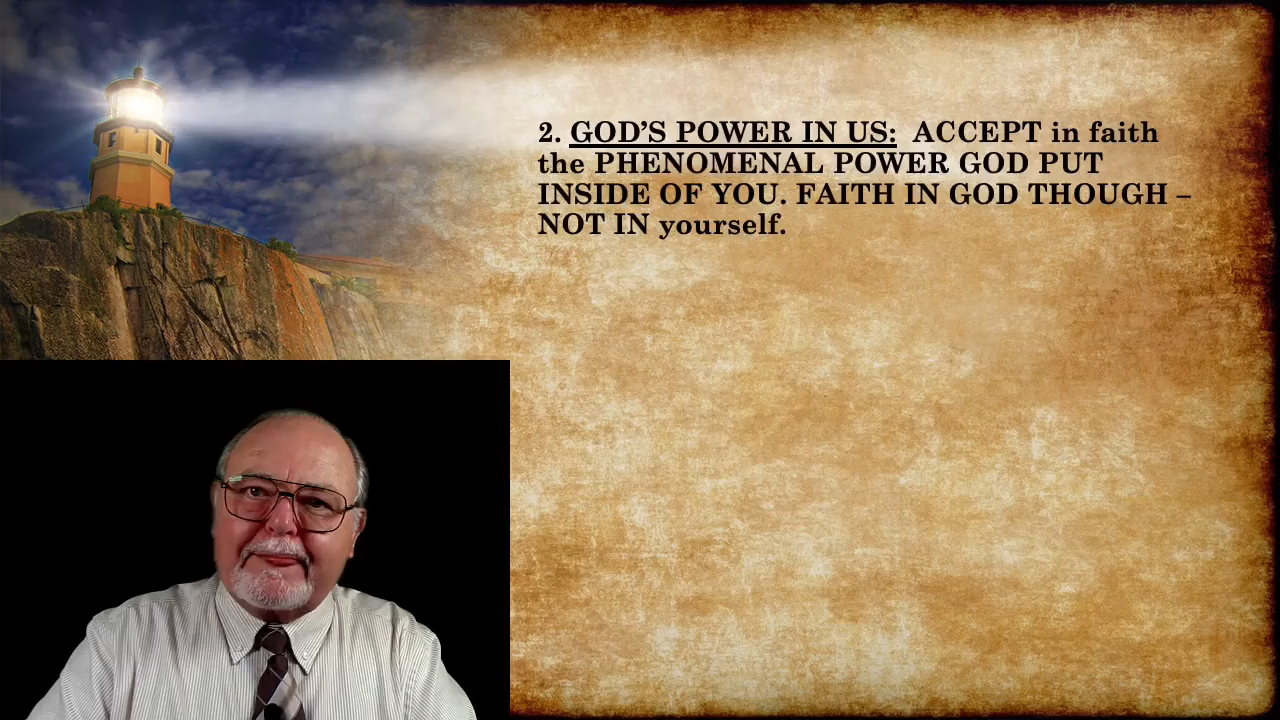 2. GOD’S POWER IN US: ACCEPT in faith
the PHENOMENAL POWER GOD PUT
INSIDE OF YOU. FAITH IN GOD THOUGH –
NOT IN yourself.